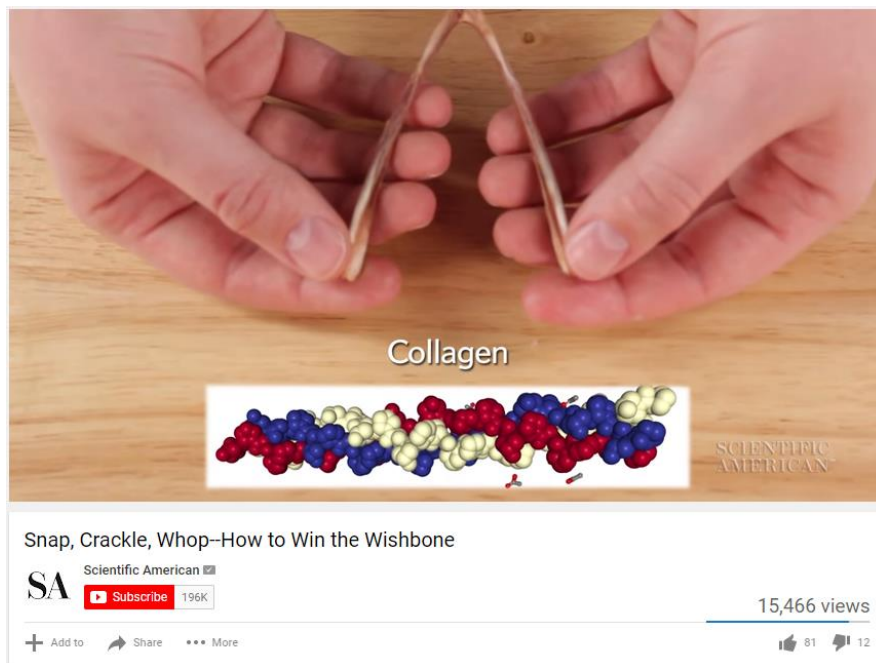 Collagen
SCIENTIFIC
AMERICAN
Snap, Crackle, Whop--How to Win the Wishbone
SA
Scientific American
Subscribe 196K
15,466 views
Add to Share More
81 12